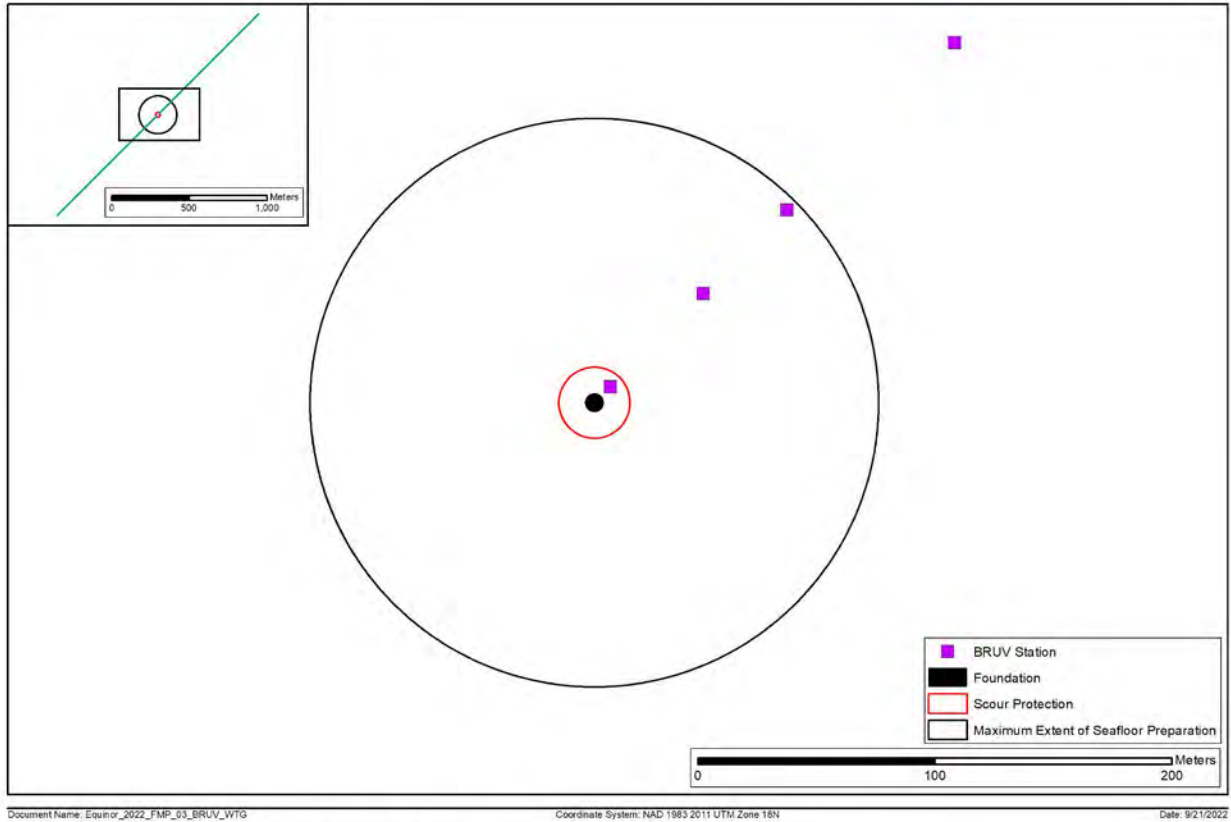 Meters
0 500 1,000
BRUV Station
Foundation
Scour Protection
Maximum Extent of Seafloor Preparation
Meters
0 100 200
Document Name: Equinor_2022_FMP_03_BRUV_WTG Coordinate System: NAD 1983 2011 UTM Zone 18N Date: 9/21/2022